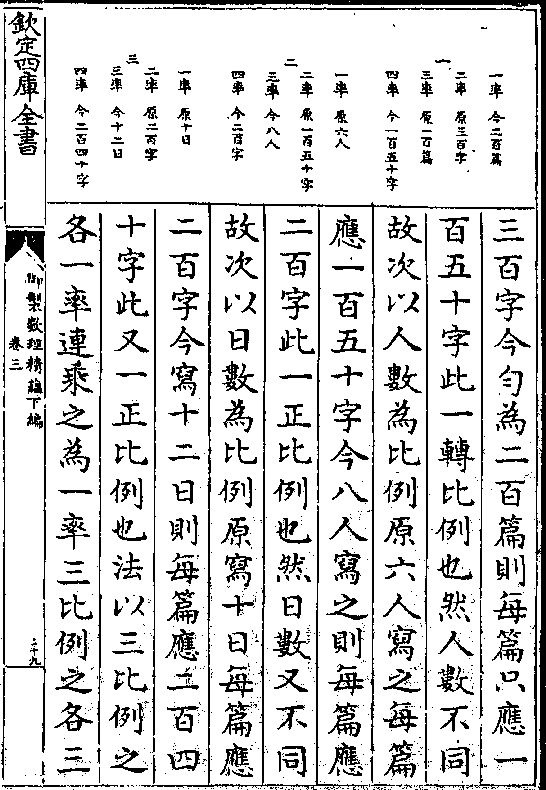 一
一率 今二百篇
二率 原三百字
三率 原一百篇
四率 今一百五十字
二
一率 原六人
二率 原一百五十字
三率 今八人
四率 今二百字
三
一率 原十日
二率 原二百字
三率 今十二日
四率 今二百四十字
三百字今勻為二百篇則每篇只應一
百五十字此一轉比例也然人數不同
故次以人數為比例原六人寫之每篇
應一百五十字今八人寫之則每篇應
二百字此一正比例也然日數又不同
故次以日數為比例原寫十日每篇應
二百字今寫十二日則每篇應二百四
十字此又一正比例也法以三比例之
各一率連乘之為一率三比例之各三
欽定四庫全書
御製數理精蘊下編
卷三
二十九